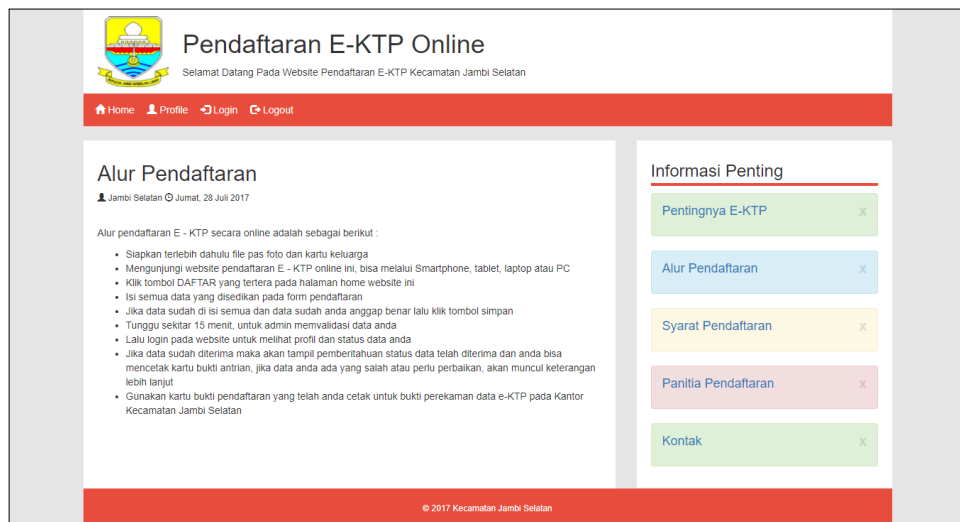 Pendaftaran E-KTP Online
Selamat Datang Pada Website Pendaftaran E-KTP Kecamatan Jambi Selatan
Home Profile Login Logout
Alur Pendaftaran
Jambi Selatan Jumat, 28 Juli 2017
Alur pendaftaran E - KTP secara online adalah sebagai berikut :
• Siapkan terlebih dahulu file pas foto dan kartu keluarga
• Mengunjungi website pendaftaran E - KTP online ini, bisa melalui Smartphone, tablet, laptop atau PC
• Klik tombol DAFTAR yang tertera pada halaman home website ini
• Isi semua data yang disedikan pada form pendaftaran
• Jika data sudah di isi semua dan data sudah anda anggap benar lalu klik tombol simpan
• Tunggu sekitar 15 menit, untuk admin memvalidasi data anda
• Lalu login pada website untuk melihat profil dan status data anda
• Jika data sudah diterima maka akan tampil pemberitahuan status data telah diterima dan anda bisa
mencetak kartu bukti antrian, jika data anda ada yang salah atau perlu perbaikan, akan muncul keterangan
lebih lanjut
• Gunakan kartu bukti pendaftaran yang telah anda cetak untuk bukti perekaman data e-KTP pada Kantor
Kecamatan Jambi Selatan
Informasi Penting
Pentingnya E-KTP x
Alur Pendaftaran x
Syarat Pendaftaran x
Panitia Pendaftaran x
Kontak x
© 2017 Kecamatan Jambi Selatan